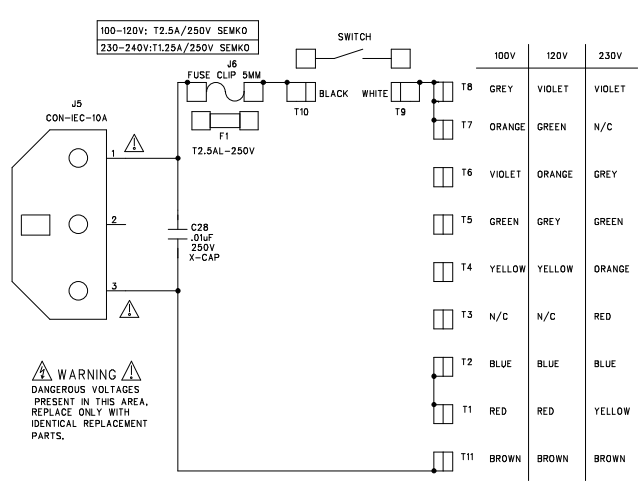 100-120V: T2.5A/250V SEMKO
230-240V:T1.25A/250V SEMKO
J6
FUSE CLIP 5MM
F1
T2.5AL-250V
SWITCH
BLACK
T10
WHITE
T9
J5
CON-IEC-10A
1
2
3
C28
.01uF
250V
X-CAP
WARNING
DANGEROUS VOLTAGES
PRESENT IN THIS AREA.
REPLACE ONLY WITH
IDENTICAL REPLACEMENT
PARTS.
100V 120V 230V
T8 GREY VIOLET VIOLET
T7 ORANGE GREEN N/C
T6 VIOLET ORANGE GREY
T5 GREEN GREY GREEN
T4 YELLOW YELLOW ORANGE
T3 N/C N/C RED
T2 BLUE BLUE BLUE
T1 RED RED YELLOW
T11 BROWN BROWN BROWN